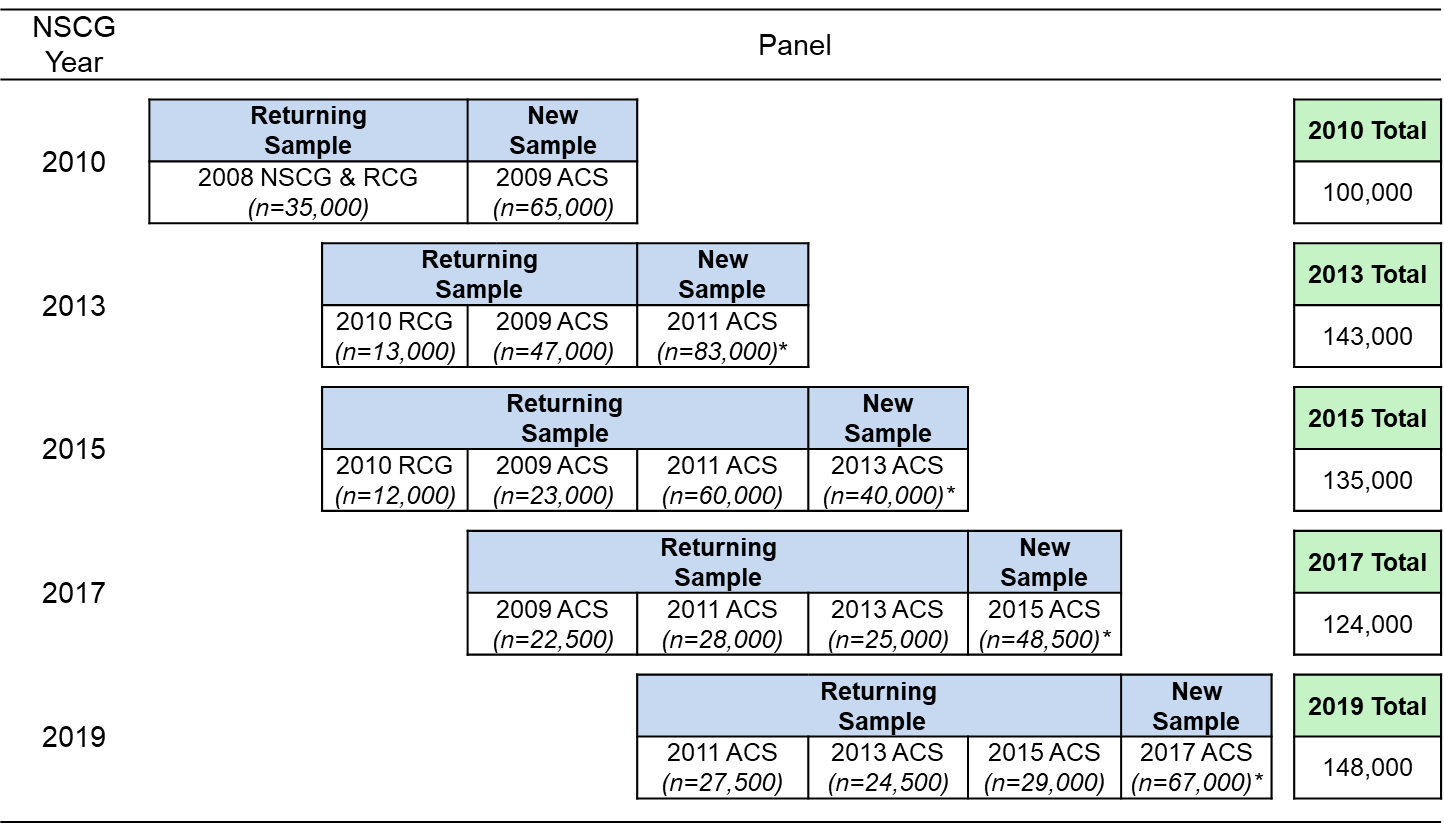 NSCG
Year
Panel
2010
Returning
Sample
New
Sample
2008 NSCG & RCG
(n=35,000)
2009 ACS
(n=65,000)
2010 Total
100,000
2013
Returning
Sample
New
Sample
2010 RCG
(n=13,000)
2009 ACS
(n=47,000)
2011 ACS
(n=83,000)*
2013 Total
143,000
2015
Returning
Sample
New
Sample
2010 RCG
(n=12,000)
2009 ACS
(n=23,000)
2011 ACS
(n=60,000)
2013 ACS
(n=40,000)*
2015 Total
135,000
2017
Returning
Sample
New
Sample
2009 ACS
(n=22,500)
2011 ACS
(n=28,000)
2013 ACS
(n=25,000)
2015 ACS
(n=48,500)*
2017 Total
124,000
2019
Returning
Sample
New
Sample
2011 ACS
(n=27,500)
2013 ACS
(n=24,500)
2015 ACS
(n=29,000)
2017 ACS
(n=67,000)*
2019 Total
148,000